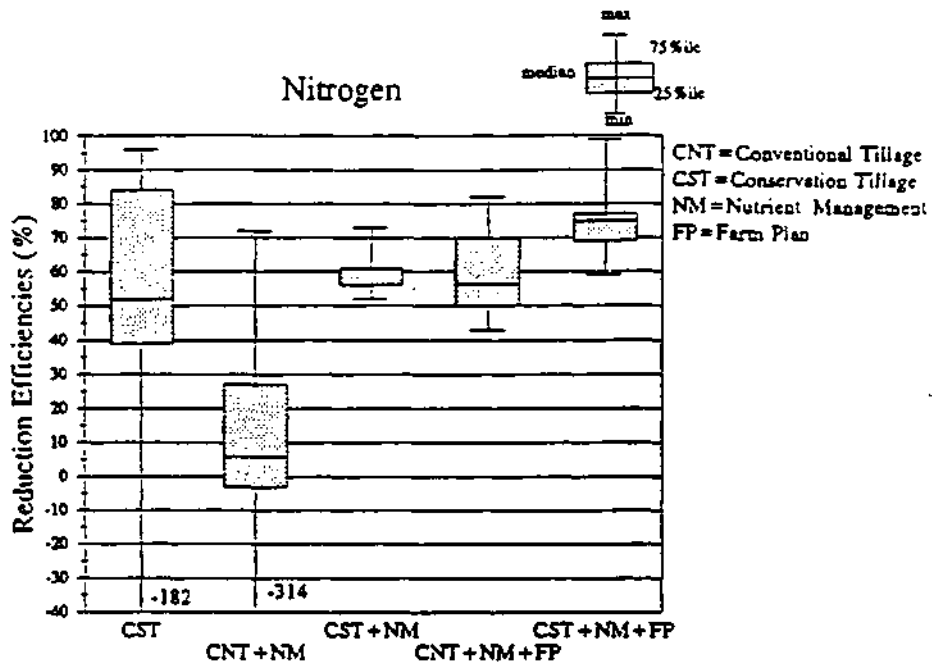 max
75%ile
median
25%ile
min
Nitrogen
CNT=Conventional Tillage
CST=Conservation Tillage
NM=Nutrient Management
FP=Farm Plan
Reduction Efficiencies (%)
100
90
80
70
60
50
40
30
20
10
0
-10
-20
-30
-40
-182
-314
CST
CST+NM
CST+NM+FP
CNT+NM
CNT+NM+FP